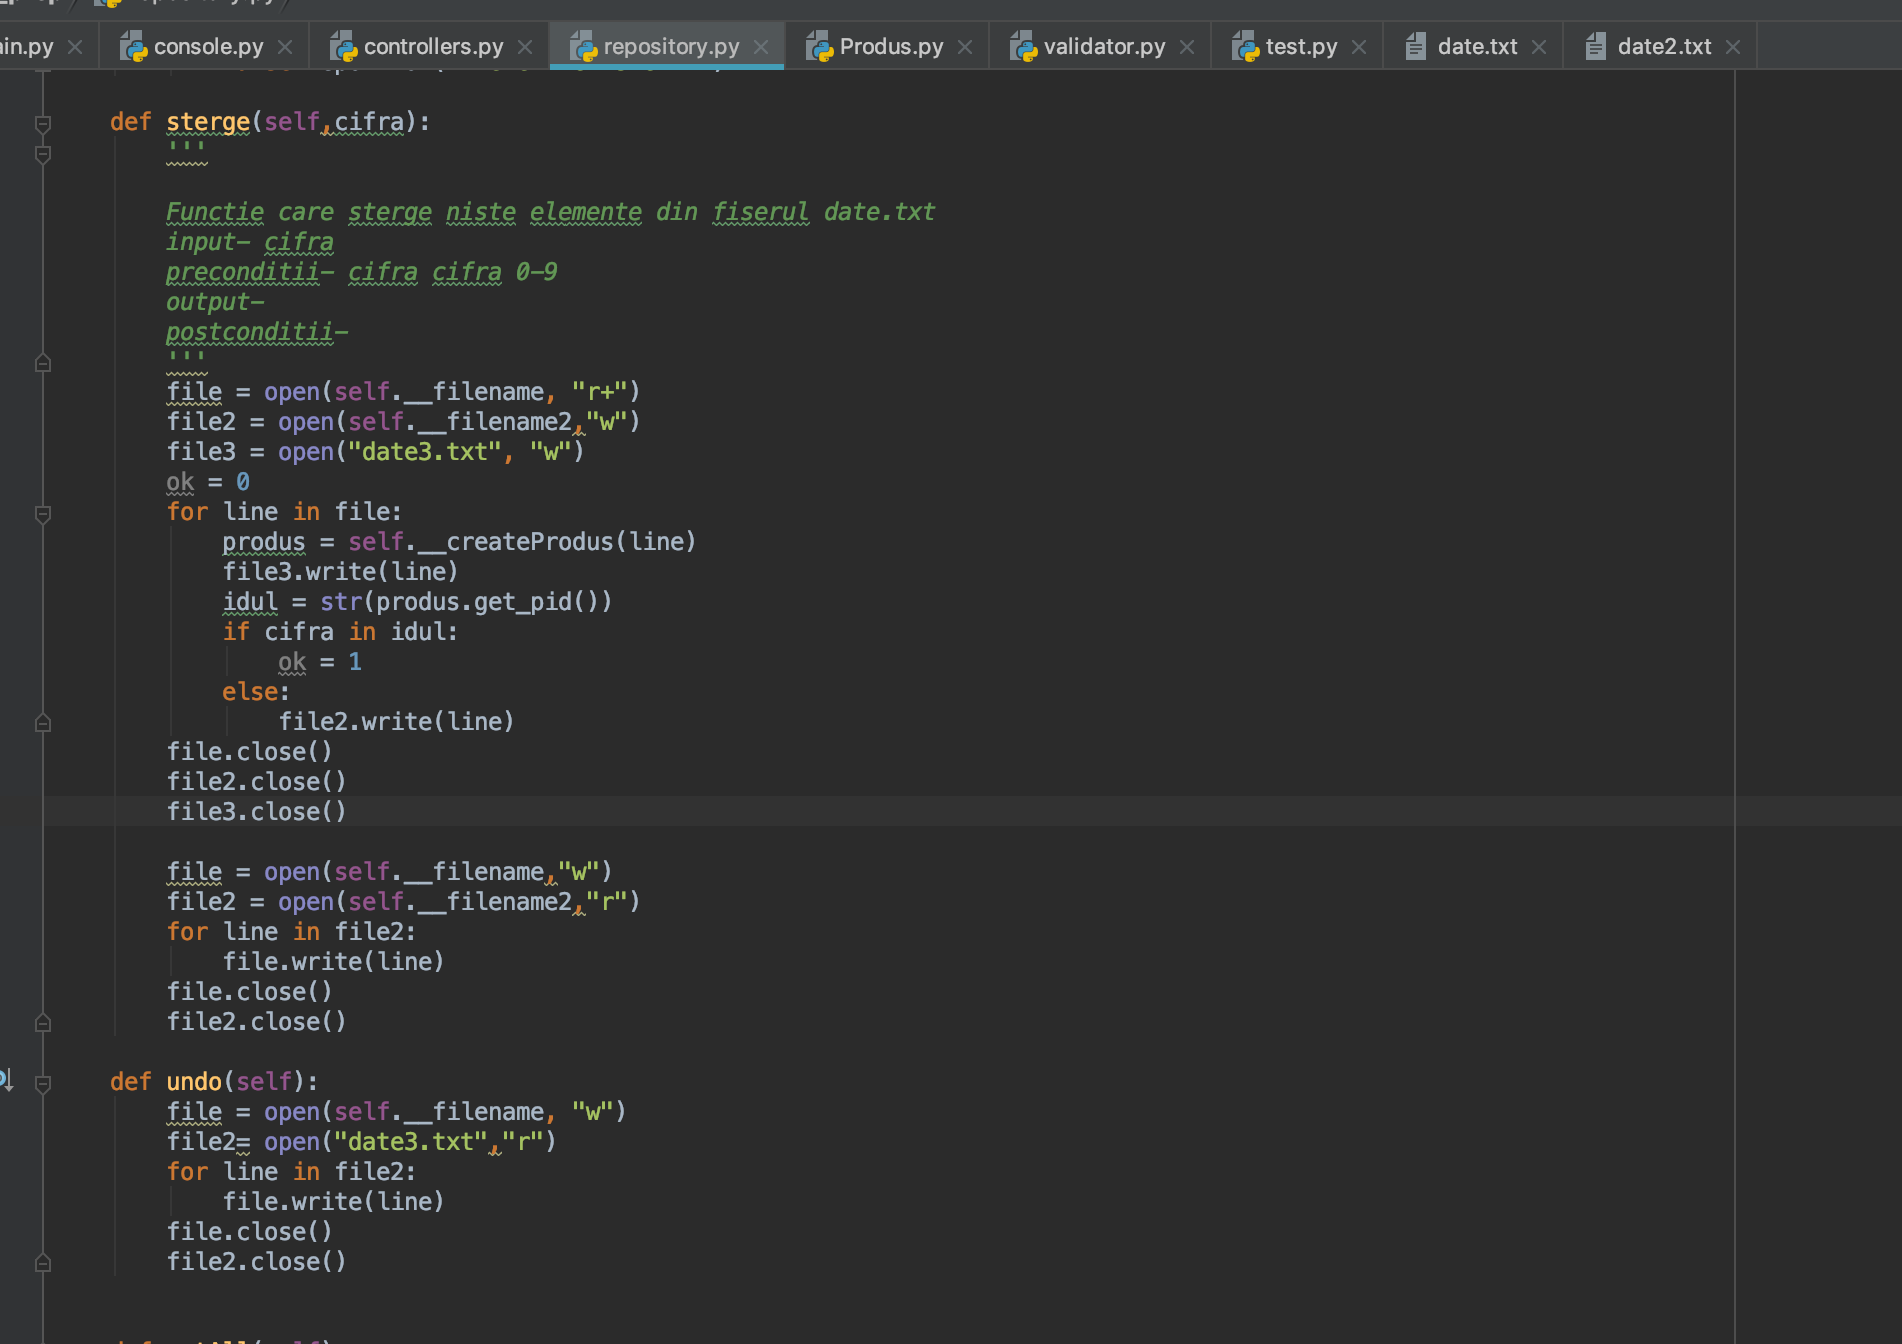 ain.py
console.py
controllers.py
repository.py
Produs.py
validator.py
test.py
date.txt
date2.txt
def sterge(self,cifra):
'''
Functie care sterge niste elemente din fiserul date.txt
input- cifra
preconditii- cifra cifra 0-9
output-
postconditii-
'''
file = open(self.__filename, "r+")
file2 = open(self.__filename2,"w")
file3 = open("date3.txt", "w")
ok = 0
for line in file:
produs = self.__createProdus(line)
file3.write(line)
idul = str(produs.get_pid())
if cifra in idul:
ok = 1
else:
file2.write(line)
file.close()
file2.close()
file3.close()
file = open(self.__filename,"w")
file2 = open(self.__filename2,"r")
for line in file2:
file.write(line)
file.close()
file2.close()
def undo(self):
file = open(self.__filename, "w")
file2= open("date3.txt","r")
for line in file2:
file.write(line)
file.close()
file2.close()